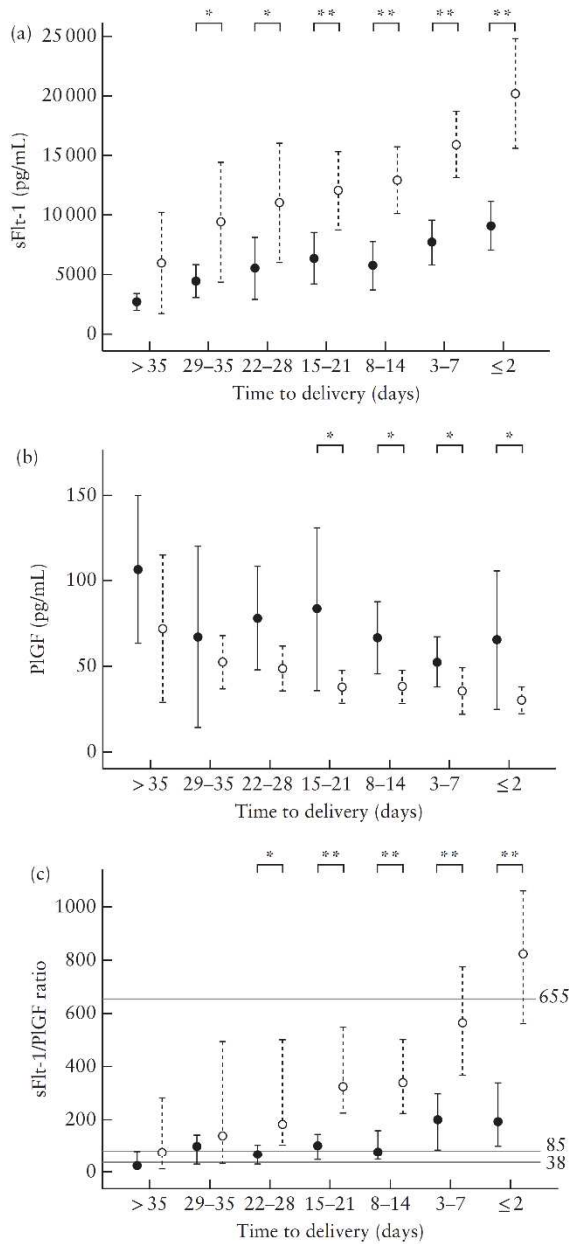 (a)
* * ** ** ** **
25 000
20 000
15 000
10 000
5000
0
sFlt-1 (pg/mL)
> 35 29–35 22–28 15–21 8–14 3–7 ≤ 2
Time to delivery (days)
(b)
* * * *
150
100
50
0
PlGF (pg/mL)
> 35 29–35 22–28 15–21 8–14 3–7 ≤ 2
Time to delivery (days)
(c)
* ** ** ** **
1000
800
600
400
200
0
sFlt-1/PlGF ratio
655
85
38
> 35 29–35 22–28 15–21 8–14 3–7 ≤ 2
Time to delivery (days)